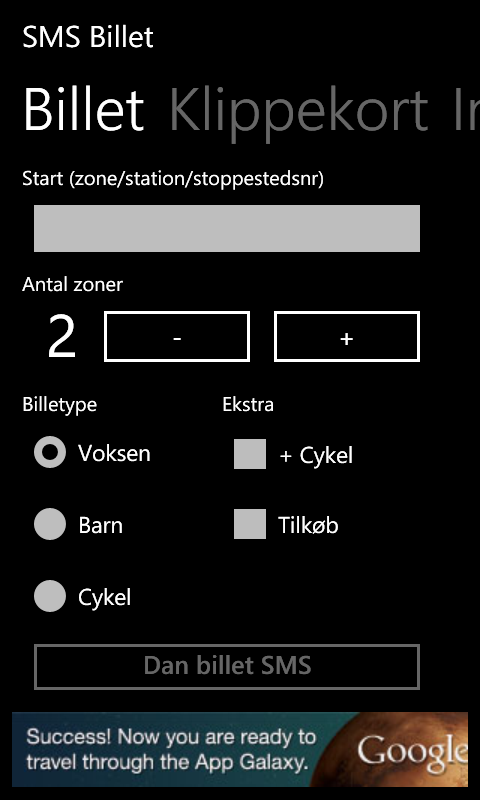 SMS Billet
Billet Klippekort
Start (zone/station/stoppestedsnr)
Antal zoner
2 - +
Billetype Ekstra
Voksen + Cykel
Barn Tilkøb
Cykel
Dan billet SMS
Success! Now you are ready to
travel through the App Galaxy.
Google